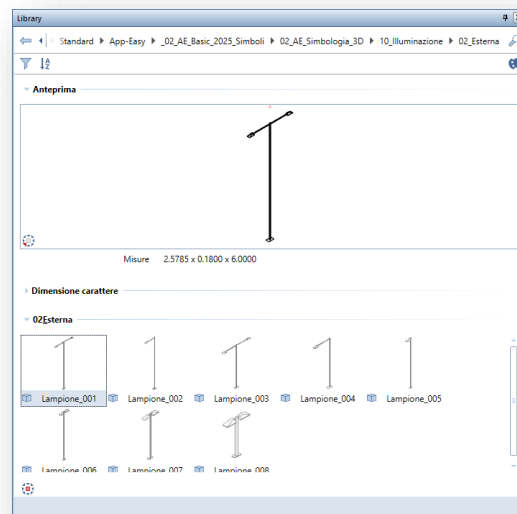 Library
Standard App-Easy _02_AE_Basic_2025_Simboli 02_AE_Simbologia_3D 10_Illuminazione 02_Esterna
Anteprima
Misure 2.5785 x 0.1800 x 6.0000
Dimensione carattere
02Esterna
Lampione_001 Lampione_002 Lampione_003 Lampione_004 Lampione_005
Lampione_006 Lampione_007 Lampione_008